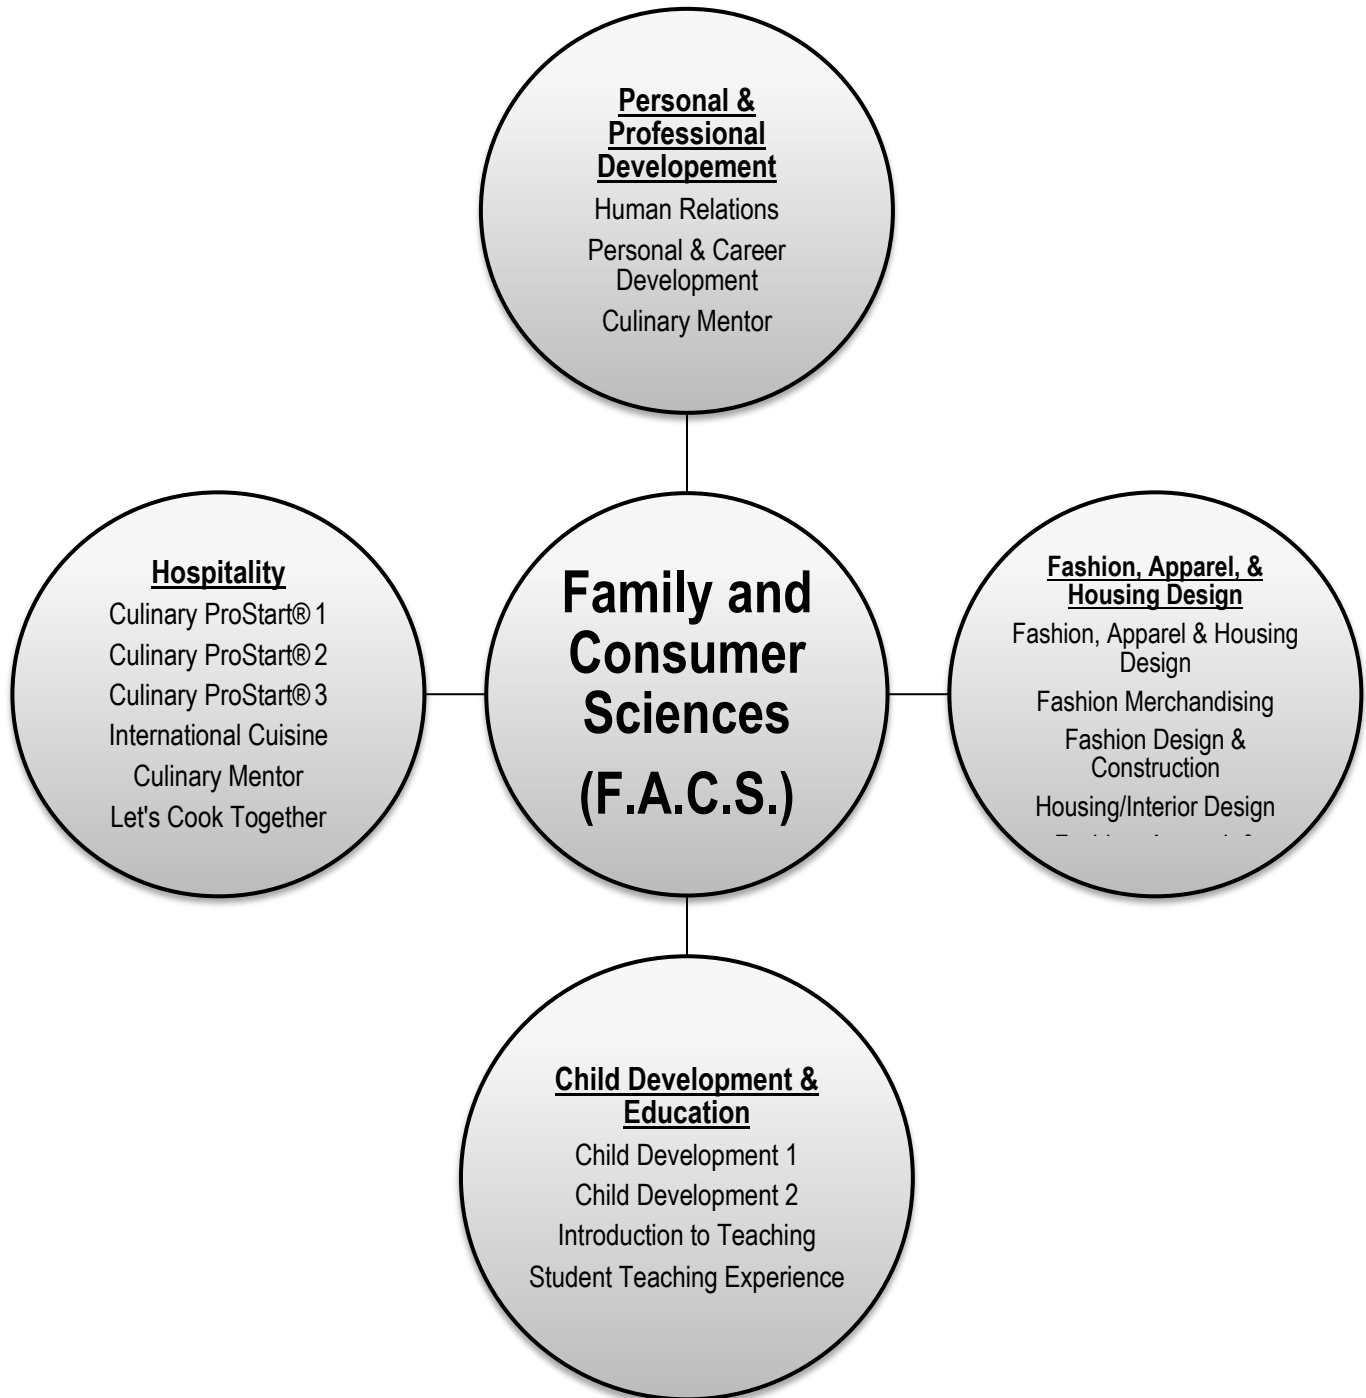 Personal &
Professional
Developement
Human Relations
Personal & Career
Development
Culinary Mentor
Hospitality
Culinary ProStart® 1
Culinary ProStart® 2
Culinary ProStart® 3
International Cuisine
Culinary Mentor
Let's Cook Together
Family and
Consumer
Sciences
(F.A.C.S.)
Fashion, Apparel, &
Housing Design
Fashion, Apparel & Housing
Design
Fashion Merchandising
Fashion Design &
Construction
Housing/Interior Design
Child Development &
Education
Child Development 1
Child Development 2
Introduction to Teaching
Student Teaching Experience